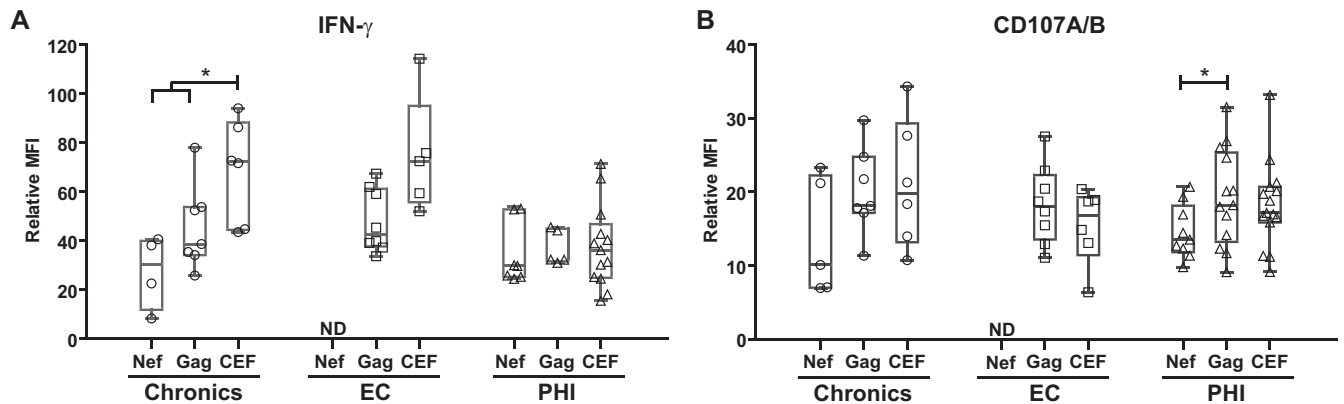 A
IFN-γ
Relative MFI
120
100
80
60
40
20
0
*
ND
Nef Gag CEF Nef Gag CEF Nef Gag CEF
Chronics EC PHI
B
CD107A/B
Relative MFI
40
30
20
10
0
*
ND
Nef Gag CEF Nef Gag CEF Nef Gag CEF
Chronics EC PHI